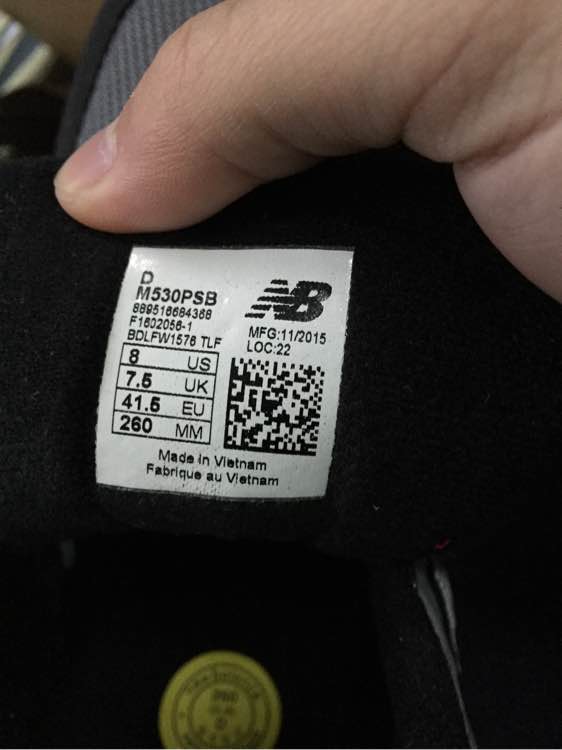 D
M530PSB
889516684368
F1602056-1
BDLFW1576 TLF
NB
MFG:11/2015
LOC:22
8 US
7.5 UK
41.5 EU
260 MM
Made in Vietnam
Fabrique au Vietnam